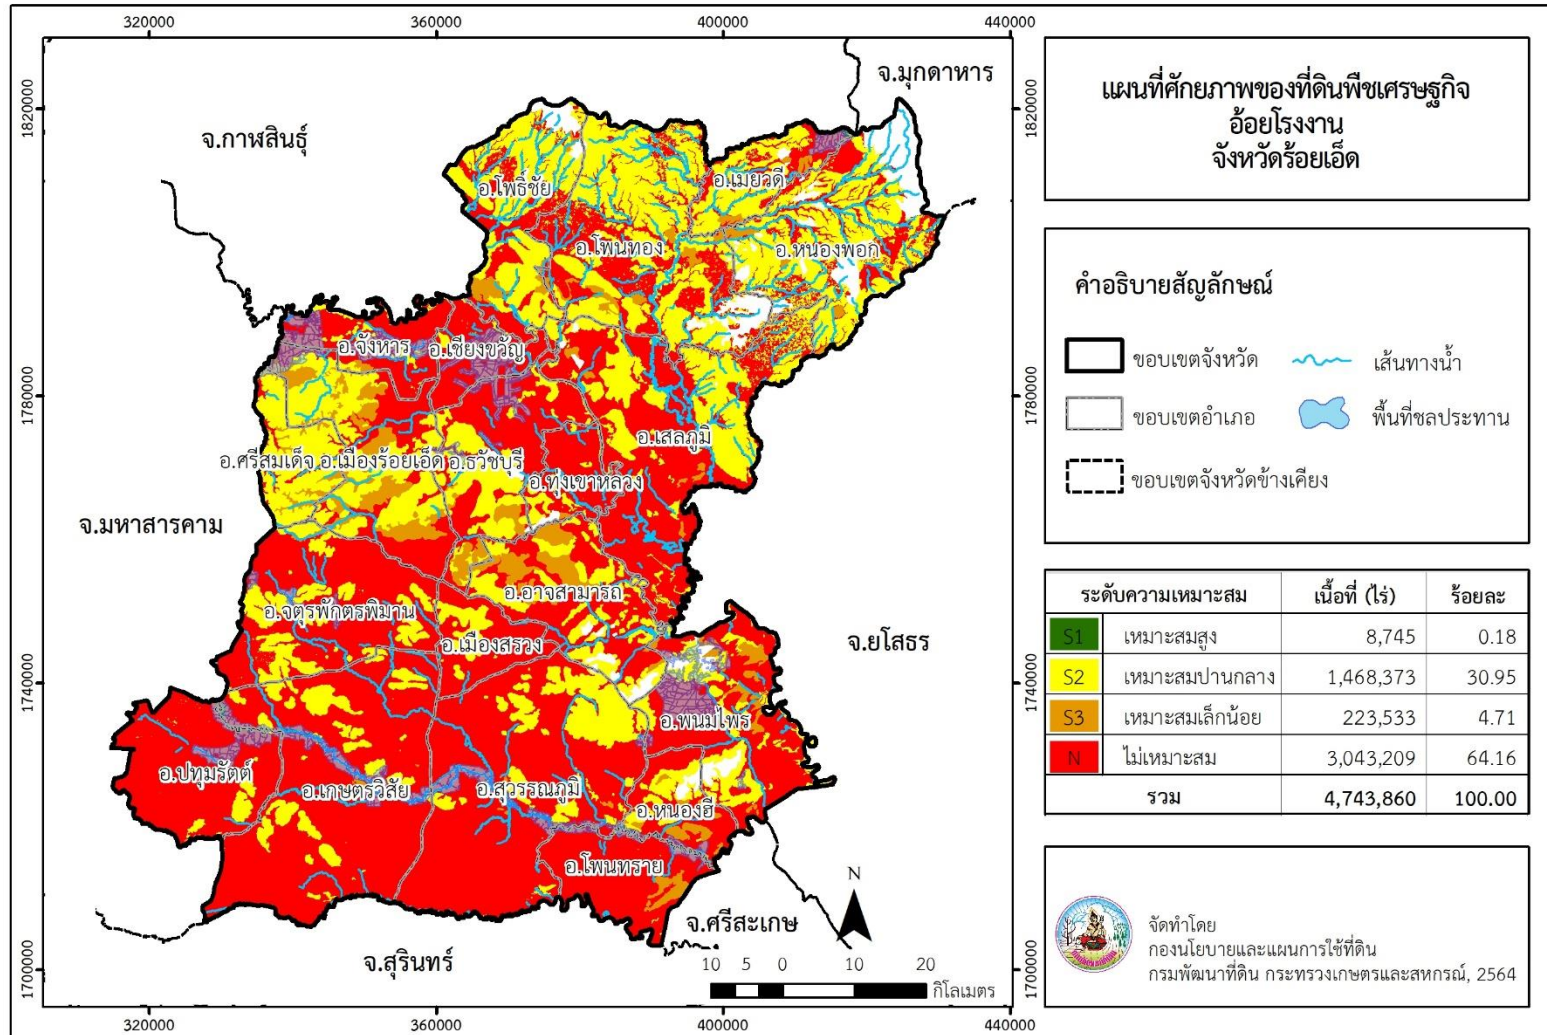 320000 360000 400000 440000
1820000
1780000
1740000
1700000
จ.มุกดาหาร
จ.กาฬสินธุ์
อ.เมยวดี
อ.โพธิ์ชัย
อ.โพนทอง
อ.หนองพอก
อ.จังหาร
อ.เชียงขวัญ
อ.เสลภูมิ
อ.ศรีสมเด็จ อ.เมืองร้อยเอ็ด อ.ธวัชบุรี
อ.ทุ่งเขาหลวง
จ.มหาสารคาม
อ.อาจสามารถ
อ.จตุรพักตรพิมาน
อ.เมืองสรวง
จ.ยโสธร
อ.พนมไพร
อ.ปทุมรัตต์
อ.เกษตรวิสัย
อ.สุวรรณภูมิ
อ.หนองฮี
อ.โพนทราย
จ.ศรีสะเกษ
จ.สุรินทร์
N
10 5 0 10 20
กิโลเมตร
1820000
1780000
1740000
1700000
320000 360000 400000 440000
แผนที่ศักยภาพของที่ดินพืชเศรษฐกิจ
อ้อยโรงงาน
จังหวัดร้อยเอ็ด
คำอธิบายสัญลักษณ์
ขอบเขตจังหวัด เส้นทางน้ำ
ขอบเขตอำเภอ พื้นที่ชลประทาน
ขอบเขตจังหวัดข้างเคียง
ระดับความเหมาะสม เนื้อที่ (ไร่) ร้อยละ
S1 เหมาะสมสูง 8,745 0.18
S2 เหมาะสมปานกลาง 1,468,373 30.95
S3 เหมาะสมเล็กน้อย 223,533 4.71
N ไม่เหมาะสม 3,043,209 64.16
รวม 4,743,860 100.00
จัดทำโดย
กองนโยบายและแผนการใช้ที่ดิน
กรมพัฒนาที่ดิน กระทรวงเกษตรและสหกรณ์, 2564